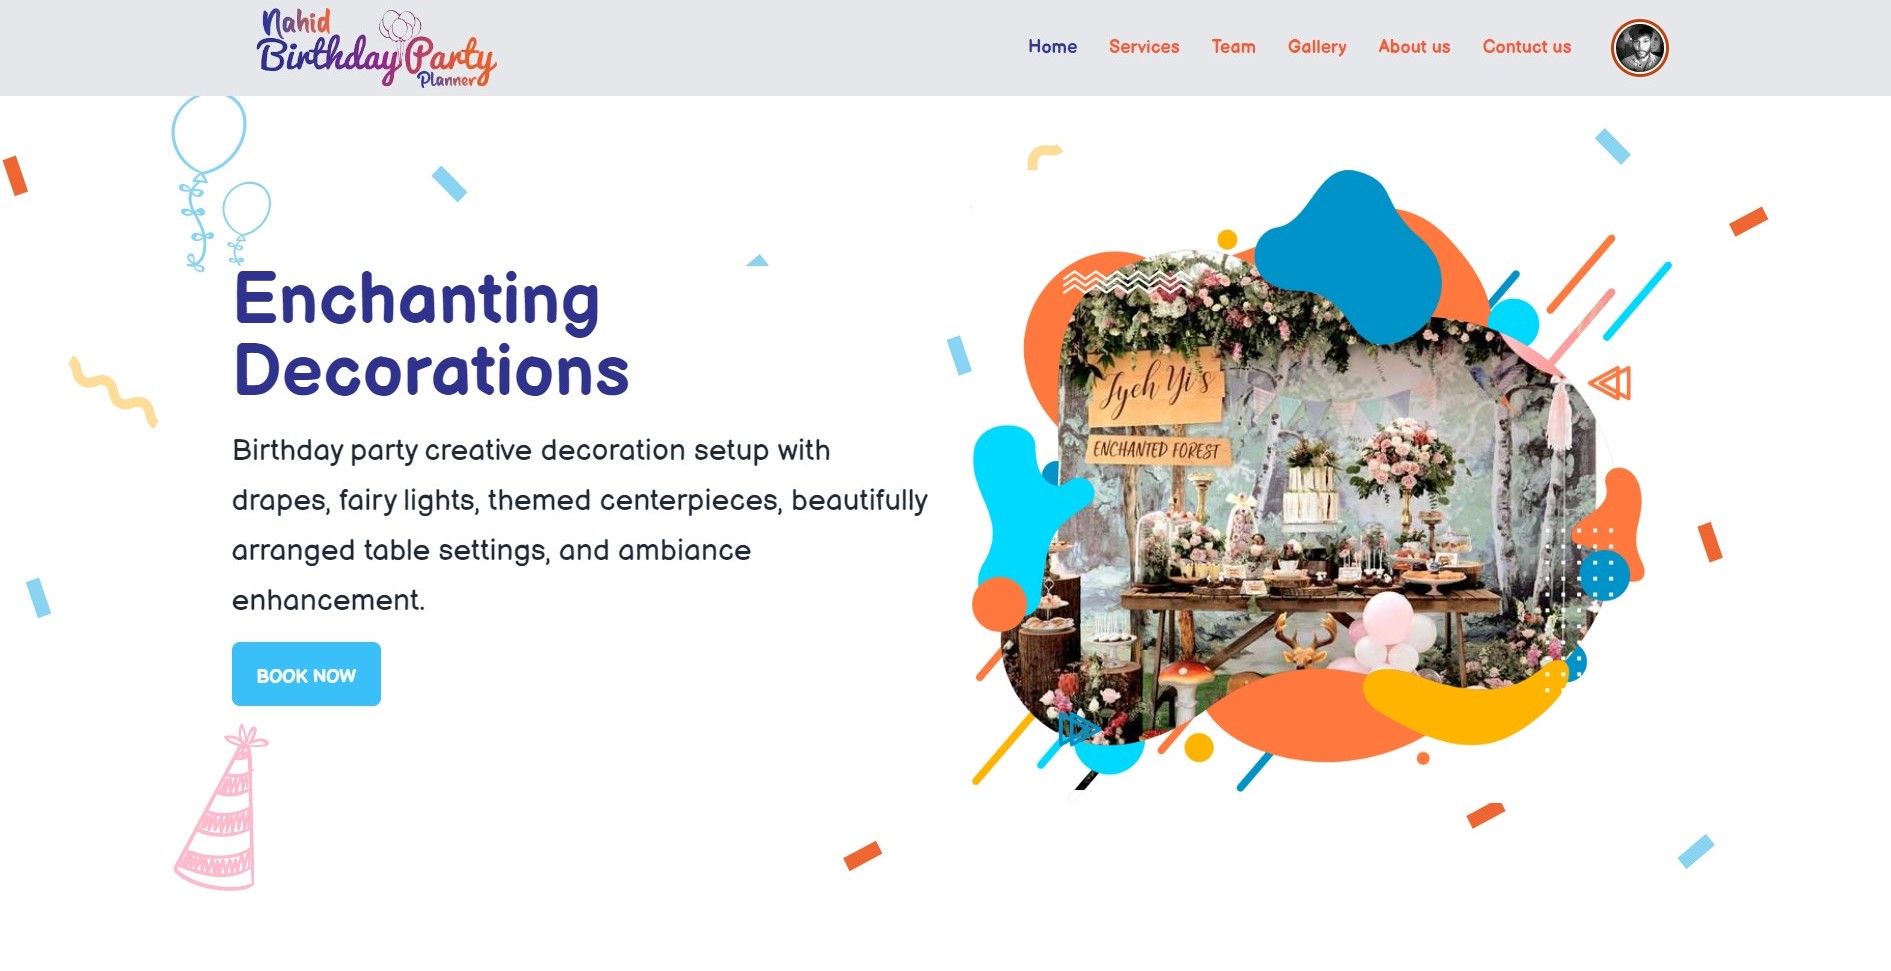 Nahid
Birthday Party
Planner
Home Services Team Gallery About us Contuct us
Enchanting
Decorations
Birthday party creative decoration setup with
drapes, fairy lights, themed centerpieces, beautifully
arranged table settings, and ambiance
enhancement.
BOOK NOW
Jyeh Yi's
ENCHANTED FOREST